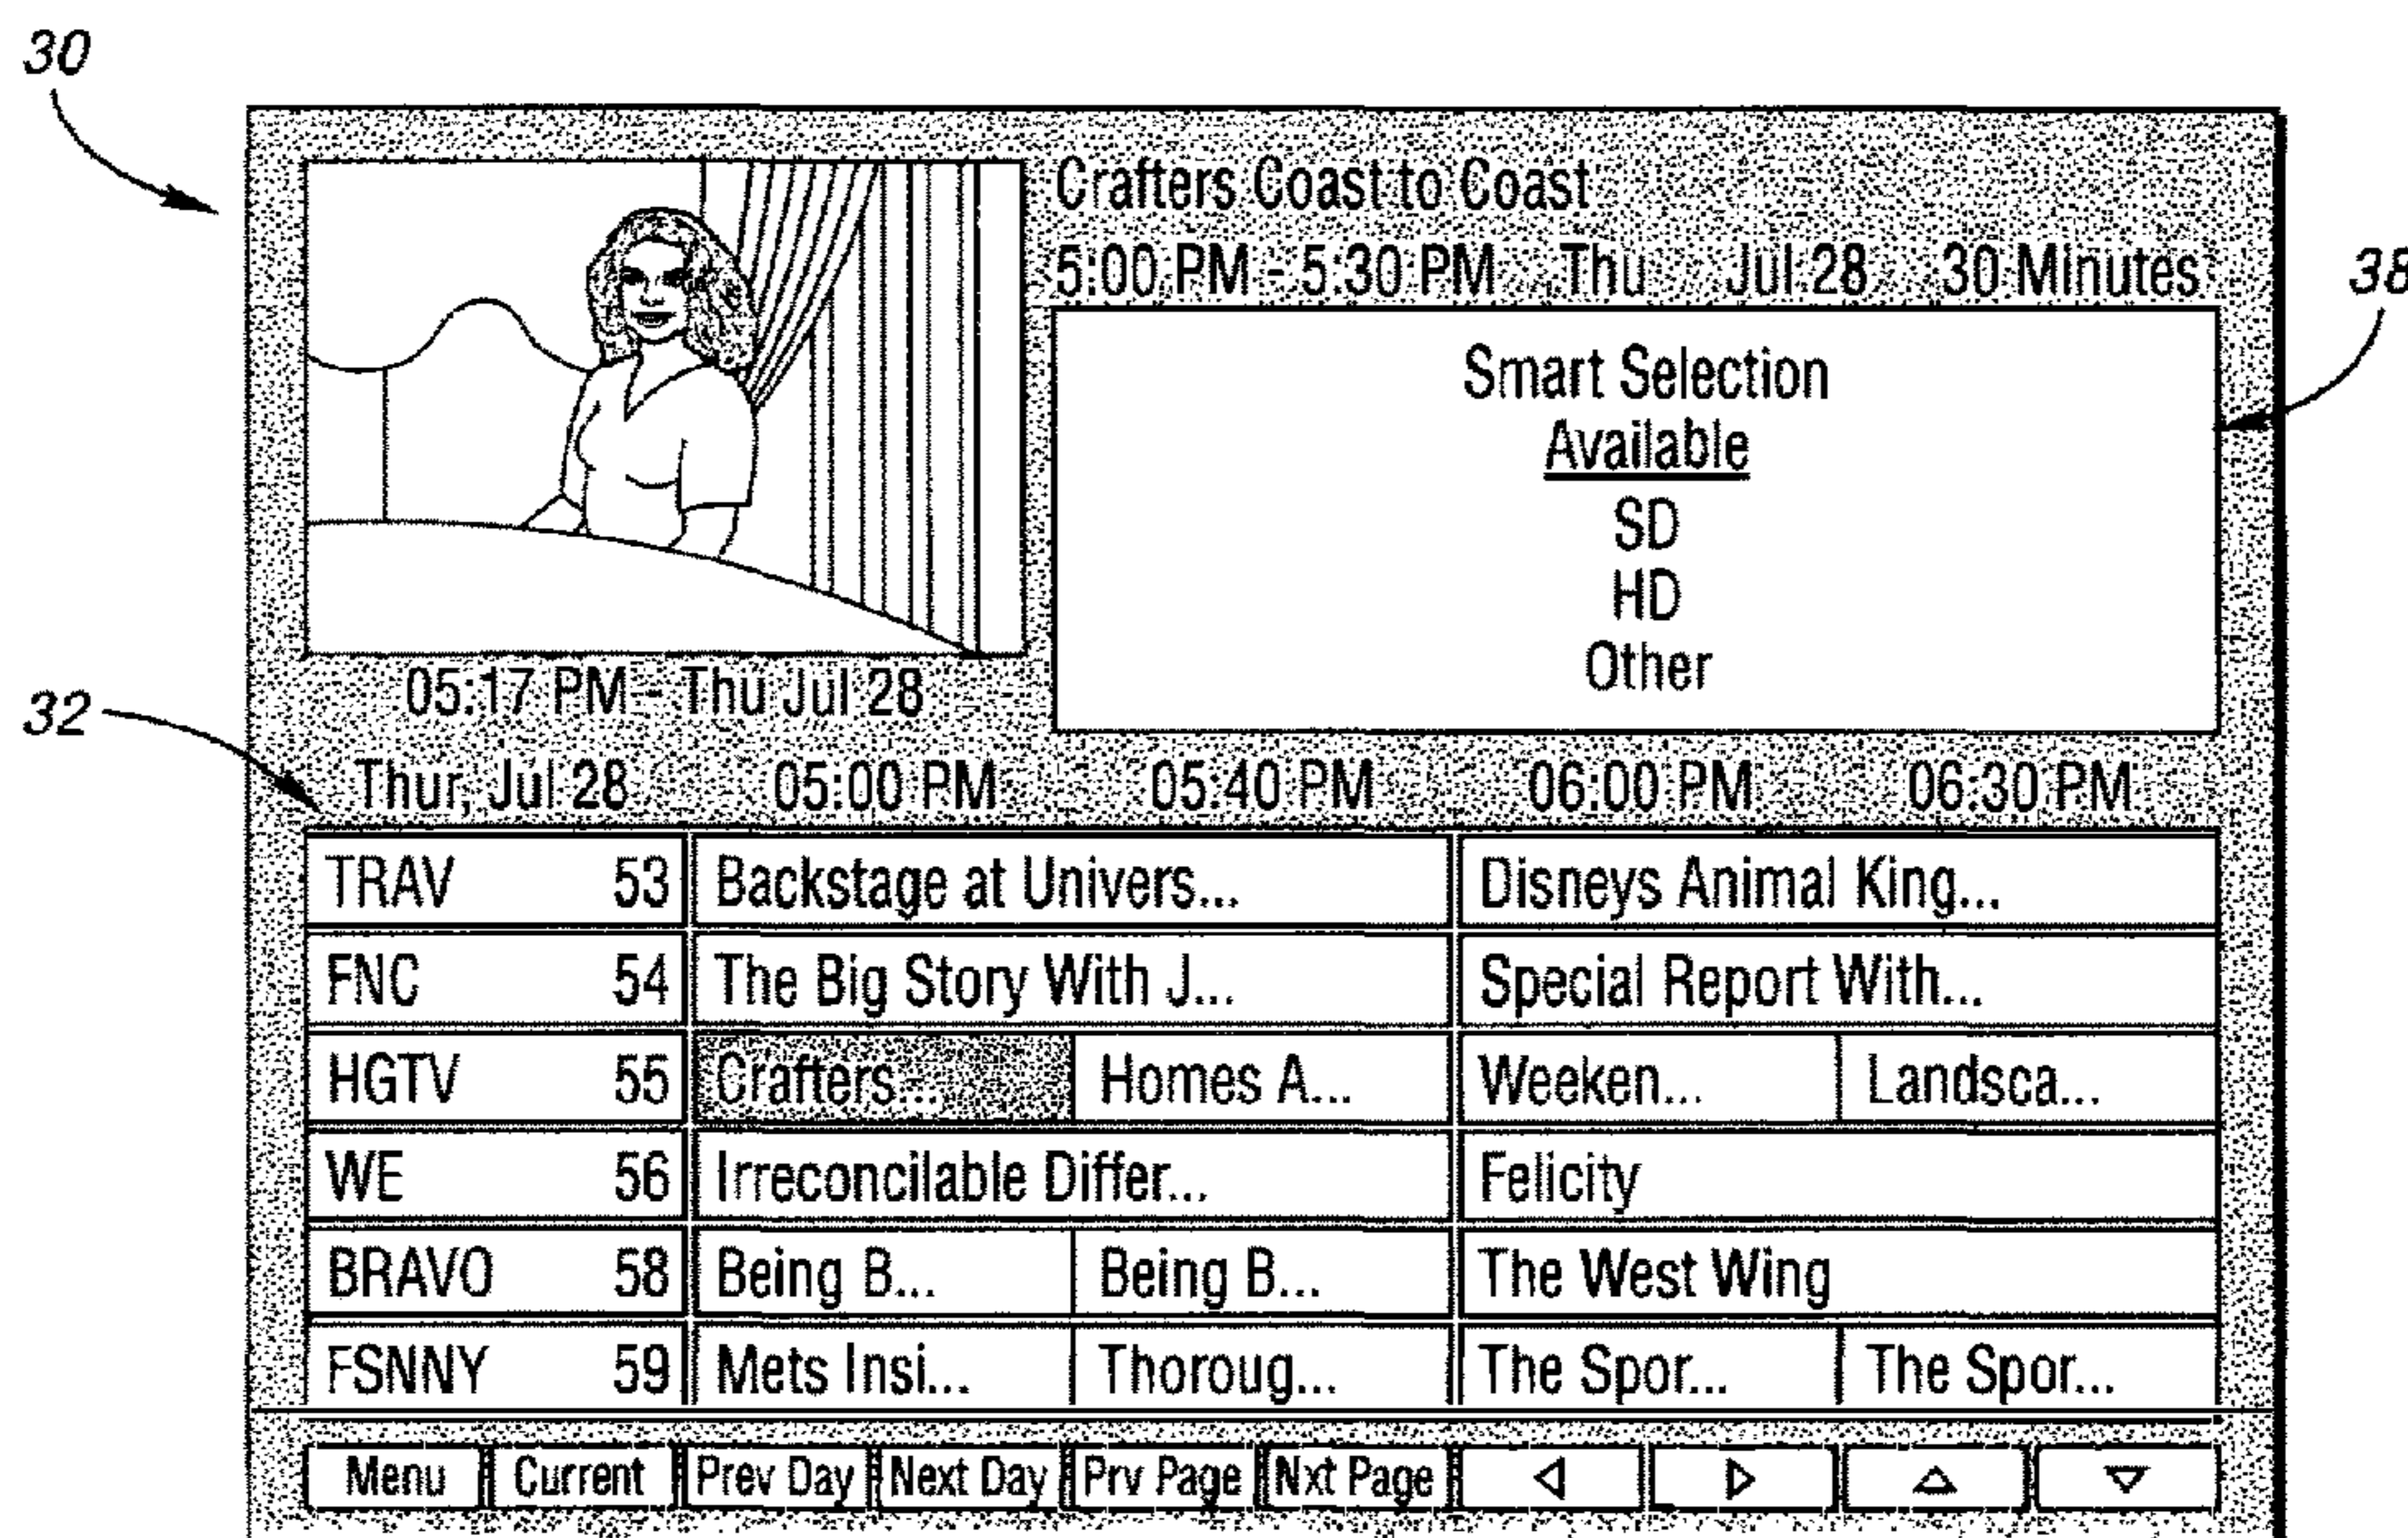 30
Crafters Coast to Coast
5:00 PM - 5:30 PM Thu Jul 28 30 Minutes
38
Smart Selection
Available
SD
HD
Other
05:17 PM - Thu Jul 28
32
Thur, Jul 28 05:00 PM 05:40 PM 06:00 PM 06:30 PM
TRAV 53 Backstage at Univers... Disneys Animal King...
FNC 54 The Big Story With J... Special Report With...
HGTV 55 Crafters... Homes A... Weeken... Landsca...
WE 56 Irreconcilable Differ... Felicity
BRAVO 58 Being B... Being B... The West Wing
FSNNY 59 Mets Insi... Thoroug... The Spor... The Spor...
Menu Current Prev Day Next Day Prv Page Nxt Page